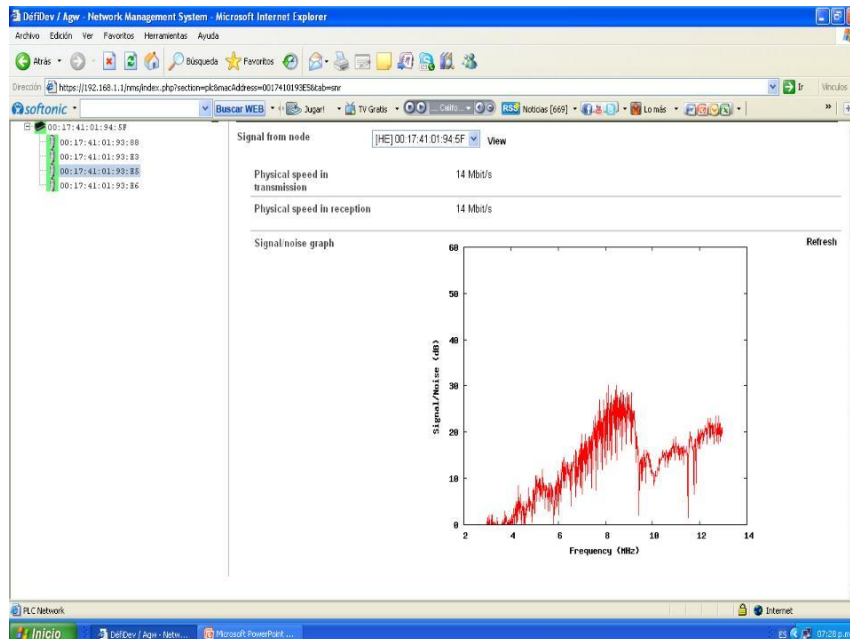 DéfiDev / Agw - Network Management System - Microsoft Internet Explorer
Archivo Edición Ver Favoritos Herramientas Ayuda
Atrás Búsqueda Favoritos
Dirección https://192.168.1.1/nms/index.php?section=plc&macAddress=0017410193E5&tab=snr Ir Vínculos
softonic Buscar WEB Jugar! TV Gratis Califo... RSS Noticias [669] Lo más »
00:17:41:01:94:5F
00:17:41:01:93:88
00:17:41:01:93:E3
00:17:41:01:93:E5
00:17:41:01:93:E6
Signal from node [HE] 00:17:41:01:94:5F View
Physical speed in transmission 14 Mbit/s
Physical speed in reception 14 Mbit/s
Signal/noise graph Refresh
60
50
40
30
20
10
0
Signal/Noise (dB)
2 4 6 8 10 12 14
Frequency (MHz)
PLC Network Internet
Inicio DéfiDev / Agw - Netw... Microsoft PowerPoint ... ES 07:28 p.m.